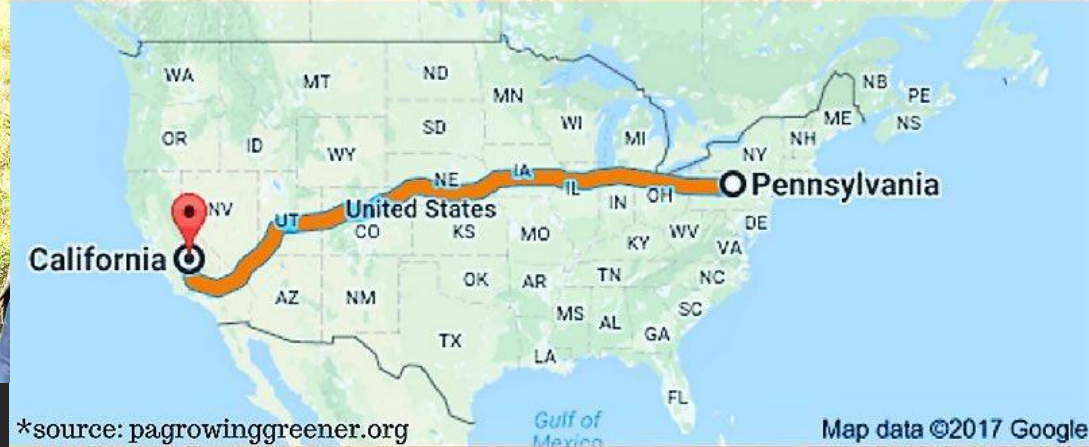 WA
MT
ND
MN
NB
PE
NS
ME
OR
ID
SD
WI
MI
NH
NY
WY
NE
IA
IL
OH
Pennsylvania
NV
UT
United States
IN
DE
CO
KS
MO
KY
WV
VA
California
AZ
NM
OK
AR
TN
NC
MS
AL
SC
GA
TX
LA
FL
*source: pagrowinggreener.org
Gulf of
Mexico
Map data ©2017 Google